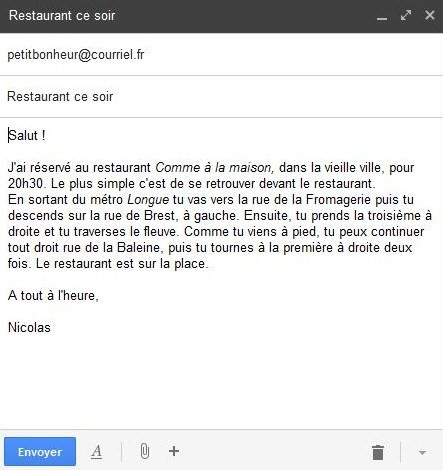 Restaurant ce soir
petitbonheur@courriel.fr
Restaurant ce soir
Salut !
J'ai réservé au restaurant Comme à la maison, dans la vieille ville, pour
20h30. Le plus simple c'est de se retrouver devant le restaurant.
En sortant du métro Longue tu vas vers la rue de la Fromagerie puis tu
descends sur la rue de Brest, à gauche. Ensuite, tu prends la troisième à
droite et tu traverses le fleuve. Comme tu viens à pied, tu peux continuer
tout droit rue de la Baleine, puis tu tournes à la première à droite deux
fois. Le restaurant est sur la place.
A tout à l'heure,
Nicolas
Envoyer
A